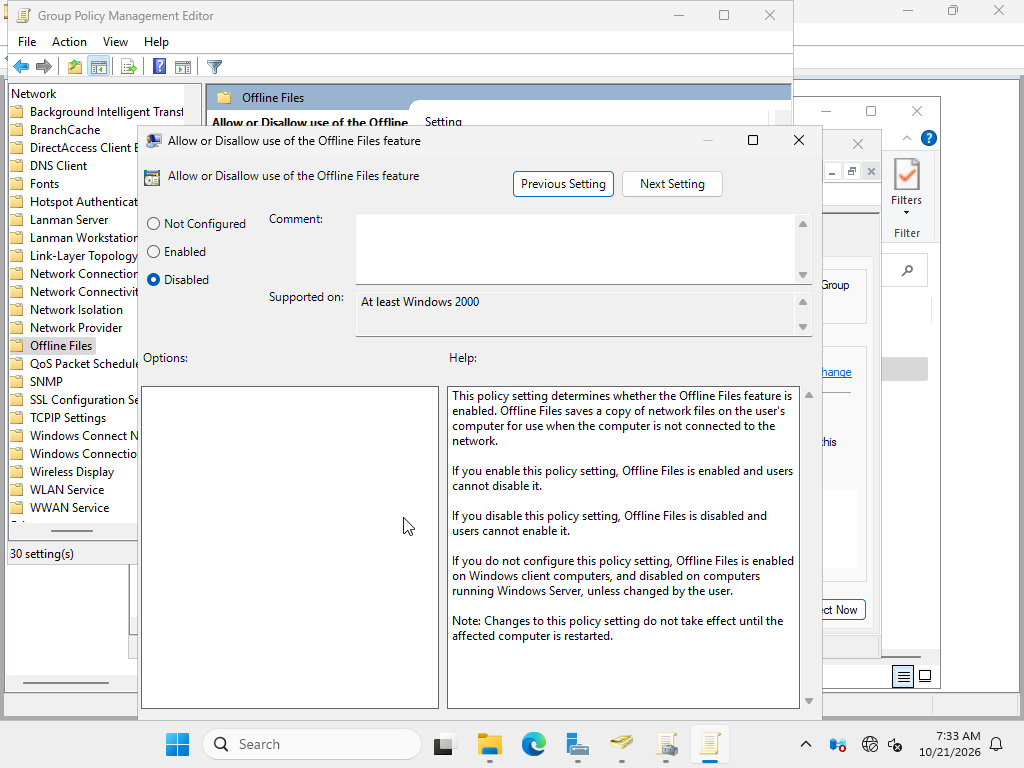 Group Policy Management Editor
File Action View Help
Network
Background Intelligent Transf
BranchCache
DirectAccess Client E
DNS Client
Fonts
Hotspot Authenticat
Lanman Server
Lanman Workstation
Link-Layer Topology
Network Connection
Network Connectivit
Network Isolation
Network Provider
Offline Files
QoS Packet Schedule
SNMP
SSL Configuration Se
TCPIP Settings
Windows Connect N
Windows Connectio
Wireless Display
WLAN Service
WWAN Service
30 setting(s)
Offline Files
Allow or Disallow use of the Offline
Setting
Allow or Disallow use of the Offline Files feature
Allow or Disallow use of the Offline Files feature
Previous Setting
Next Setting
Not Configured
Enabled
Disabled
Comment:
Supported on:
At least Windows 2000
Options:
Help:
This policy setting determines whether the Offline Files feature is
enabled. Offline Files saves a copy of network files on the user's
computer for use when the computer is not connected to the
network.
If you enable this policy setting, Offline Files is enabled and users
cannot disable it.
If you disable this policy setting, Offline Files is disabled and
users cannot enable it.
If you do not configure this policy setting, Offline Files is enabled
on Windows client computers, and disabled on computers
running Windows Server, unless changed by the user.
Note: Changes to this policy setting do not take effect until the
affected computer is restarted.
Filters
Filter
Group
hange
this
ect Now
Search
7:33 AM
10/21/2026